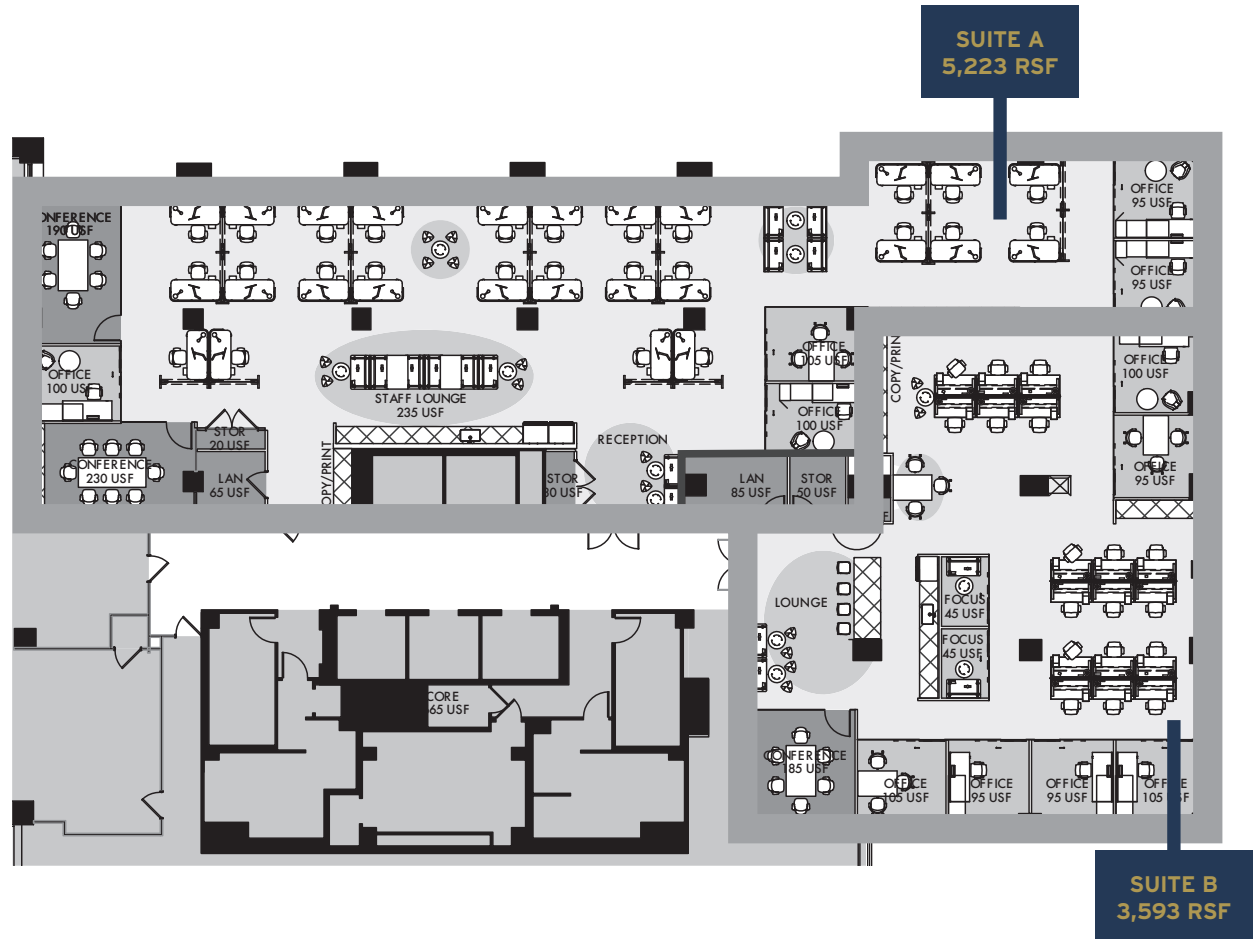 SUITE A
5,223 RSF
OFFICE
95 USF
ONFERENCE
190 USF
OFFICE
95 USF
OFFICE
105 USF
COPY/PRINT
OFFICE
100 USF
OFFICE
100 USF
STAFF LOUNGE
235 USF
OFFICE
100 USF
STOR
20 USF
RECEPTION
CONFERENCE
230 USF
LAN
65 USF
OPY/PRINT
STOR
30 USF
LAN
85 USF
STOR
50 USF
OFFICE
95 USF
LOUNGE
FOCUS
45 USF
FOCUS
45 USF
CORE
65 USF
ONFERENCE
185 USF
OFFICE
105 USF
OFFICE
95 USF
OFFICE
95 USF
OFFICE
105 USF
SUITE B
3,593 RSF